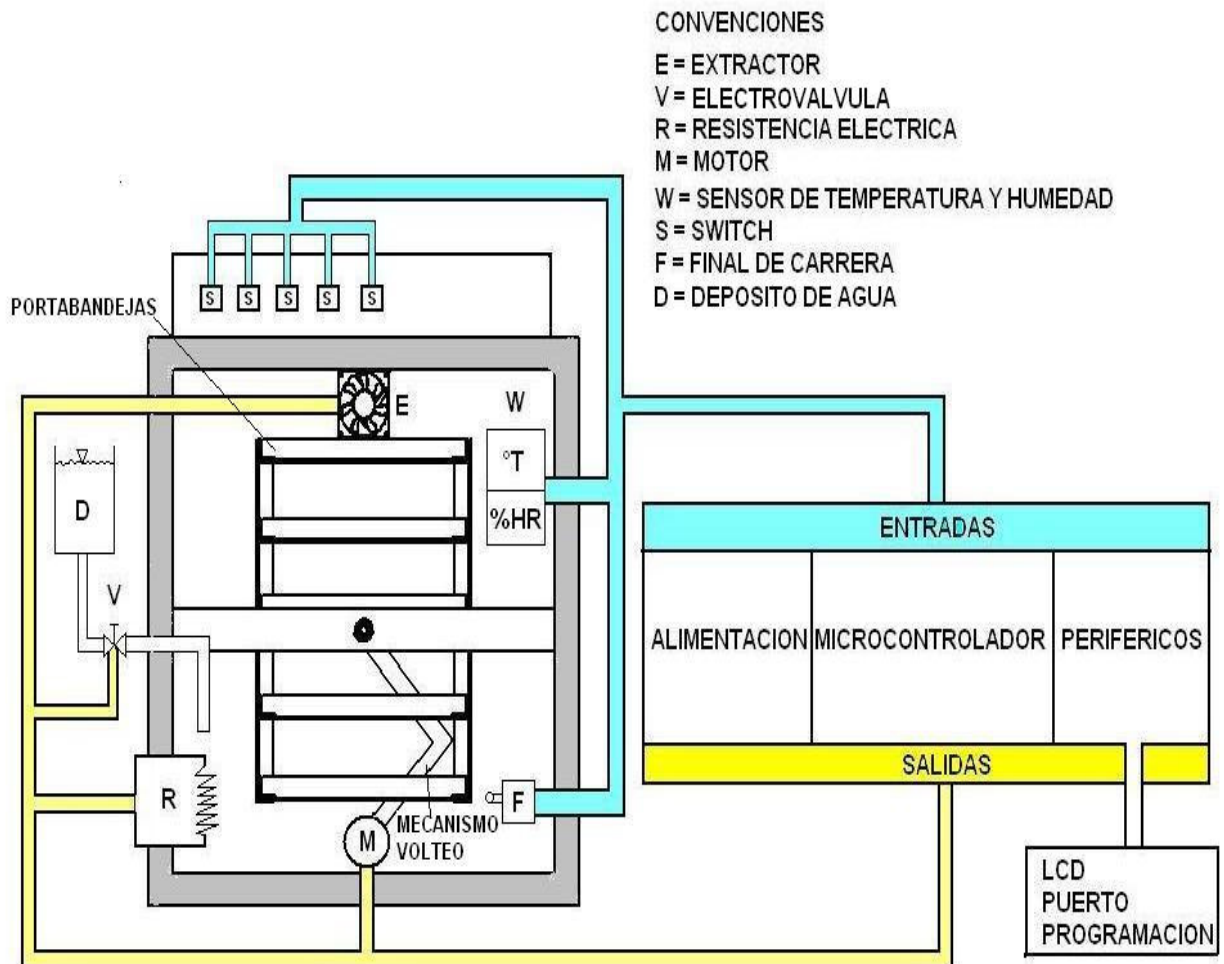 CONVENCIONES
E = EXTRACTOR
V = ELECTROVALVULA
R = RESISTENCIA ELECTRICA
M = MOTOR
W = SENSOR DE TEMPERATURA Y HUMEDAD
S = SWITCH
F = FINAL DE CARRERA
D = DEPOSITO DE AGUA
S S S S S
PORTABANDEJAS
E
W
°T
%HR
D
V
R
F
M
MECANISMO
VOLTEO
ENTRADAS
ALIMENTACION MICROCONTROLADOR PERIFERICOS
SALIDAS
LCD
PUERTO
PROGRAMACION